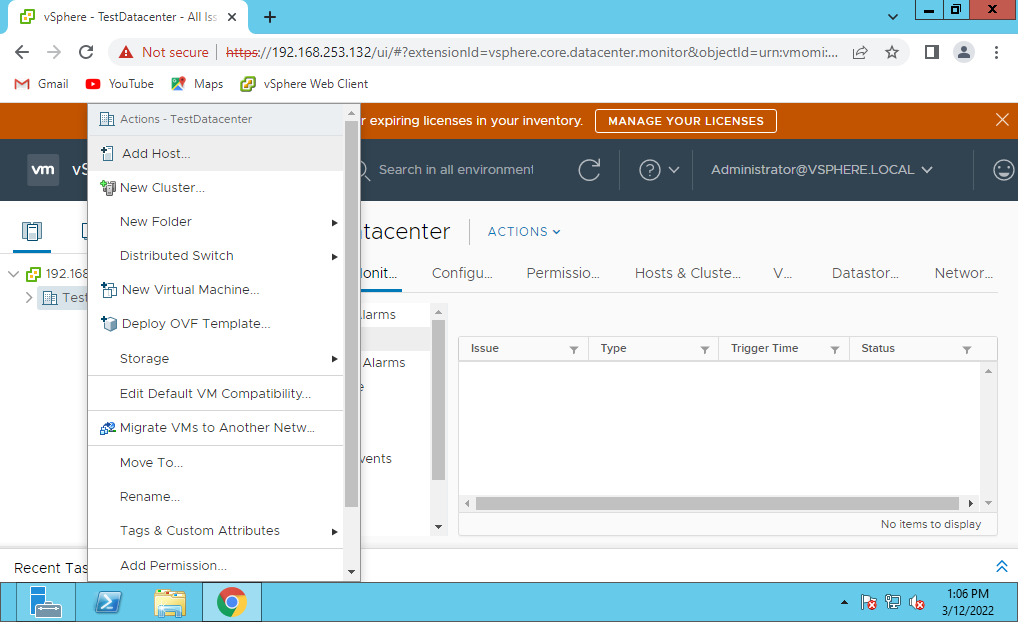 vSphere - TestDatacenter - All Iss
Not secure
https://192.168.253.132/ui/#?extensionId=vsphere.core.datacenter.monitor&objectId=urn:vmomi:...
Gmail
YouTube
Maps
vSphere Web Client
Actions - TestDatacenter
r expiring licenses in your inventory.
MANAGE YOUR LICENSES
vm
Search in all environment
Administrator@VSPHERE.LOCAL
Add Host...
New Cluster...
New Folder
Distributed Switch
New Virtual Machine...
Deploy OVF Template...
Storage
Edit Default VM Compatibility...
Migrate VMs to Another Netw...
Move To...
Rename...
Tags & Custom Attributes
Add Permission...
192.168
Test
tacenter
ACTIONS
onit...
Configu...
Permissio...
Hosts & Cluste...
V...
Datastor...
Networ...
larms
Alarms
vents
Issue
Type
Trigger Time
Status
No items to display
Recent Tas
1:06 PM
3/12/2022